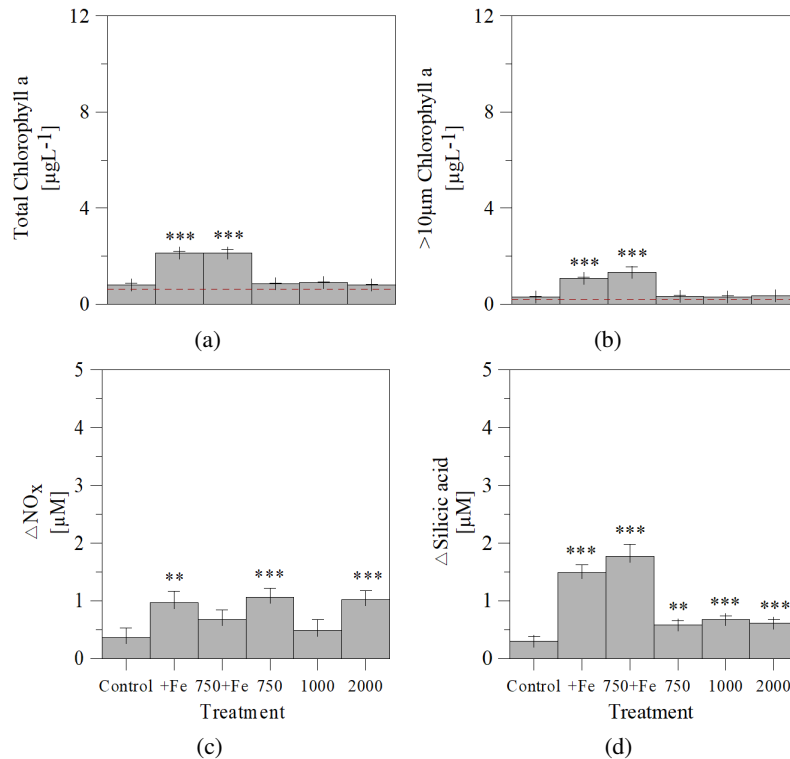 12
8
4
0
Total Chlorophyll a
[µgL-1]
*** ***
(a)
12
8
4
0
>10µm Chlorophyll a
[µgL-1]
*** ***
(b)
5
4
3
2
1
0
△NOX
[µM]
** *** ***
Control +Fe 750+Fe 750 1000 2000
Treatment
(c)
5
4
3
2
1
0
△Silicic acid
[µM]
*** *** ** *** ***
Control +Fe 750+Fe 750 1000 2000
Treatment
(d)